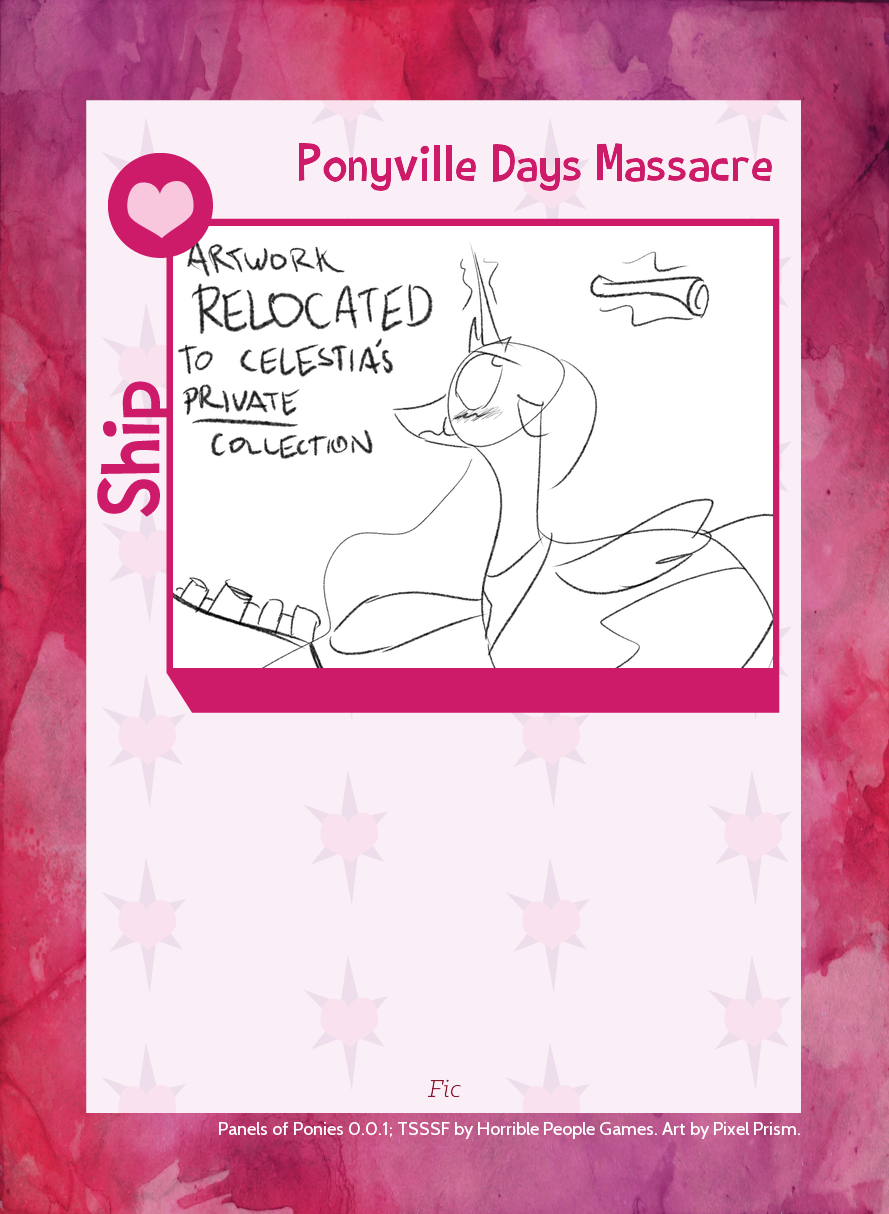 Ponyville Days Massacre
ARTWORK
RELOCATED
TO CELESTIA'S
PRIVATE
COLLECTION
Ship
Fic
Panels of Ponies 0.0.1; TSSSF by Horrible People Games. Art by Pixel Prism.